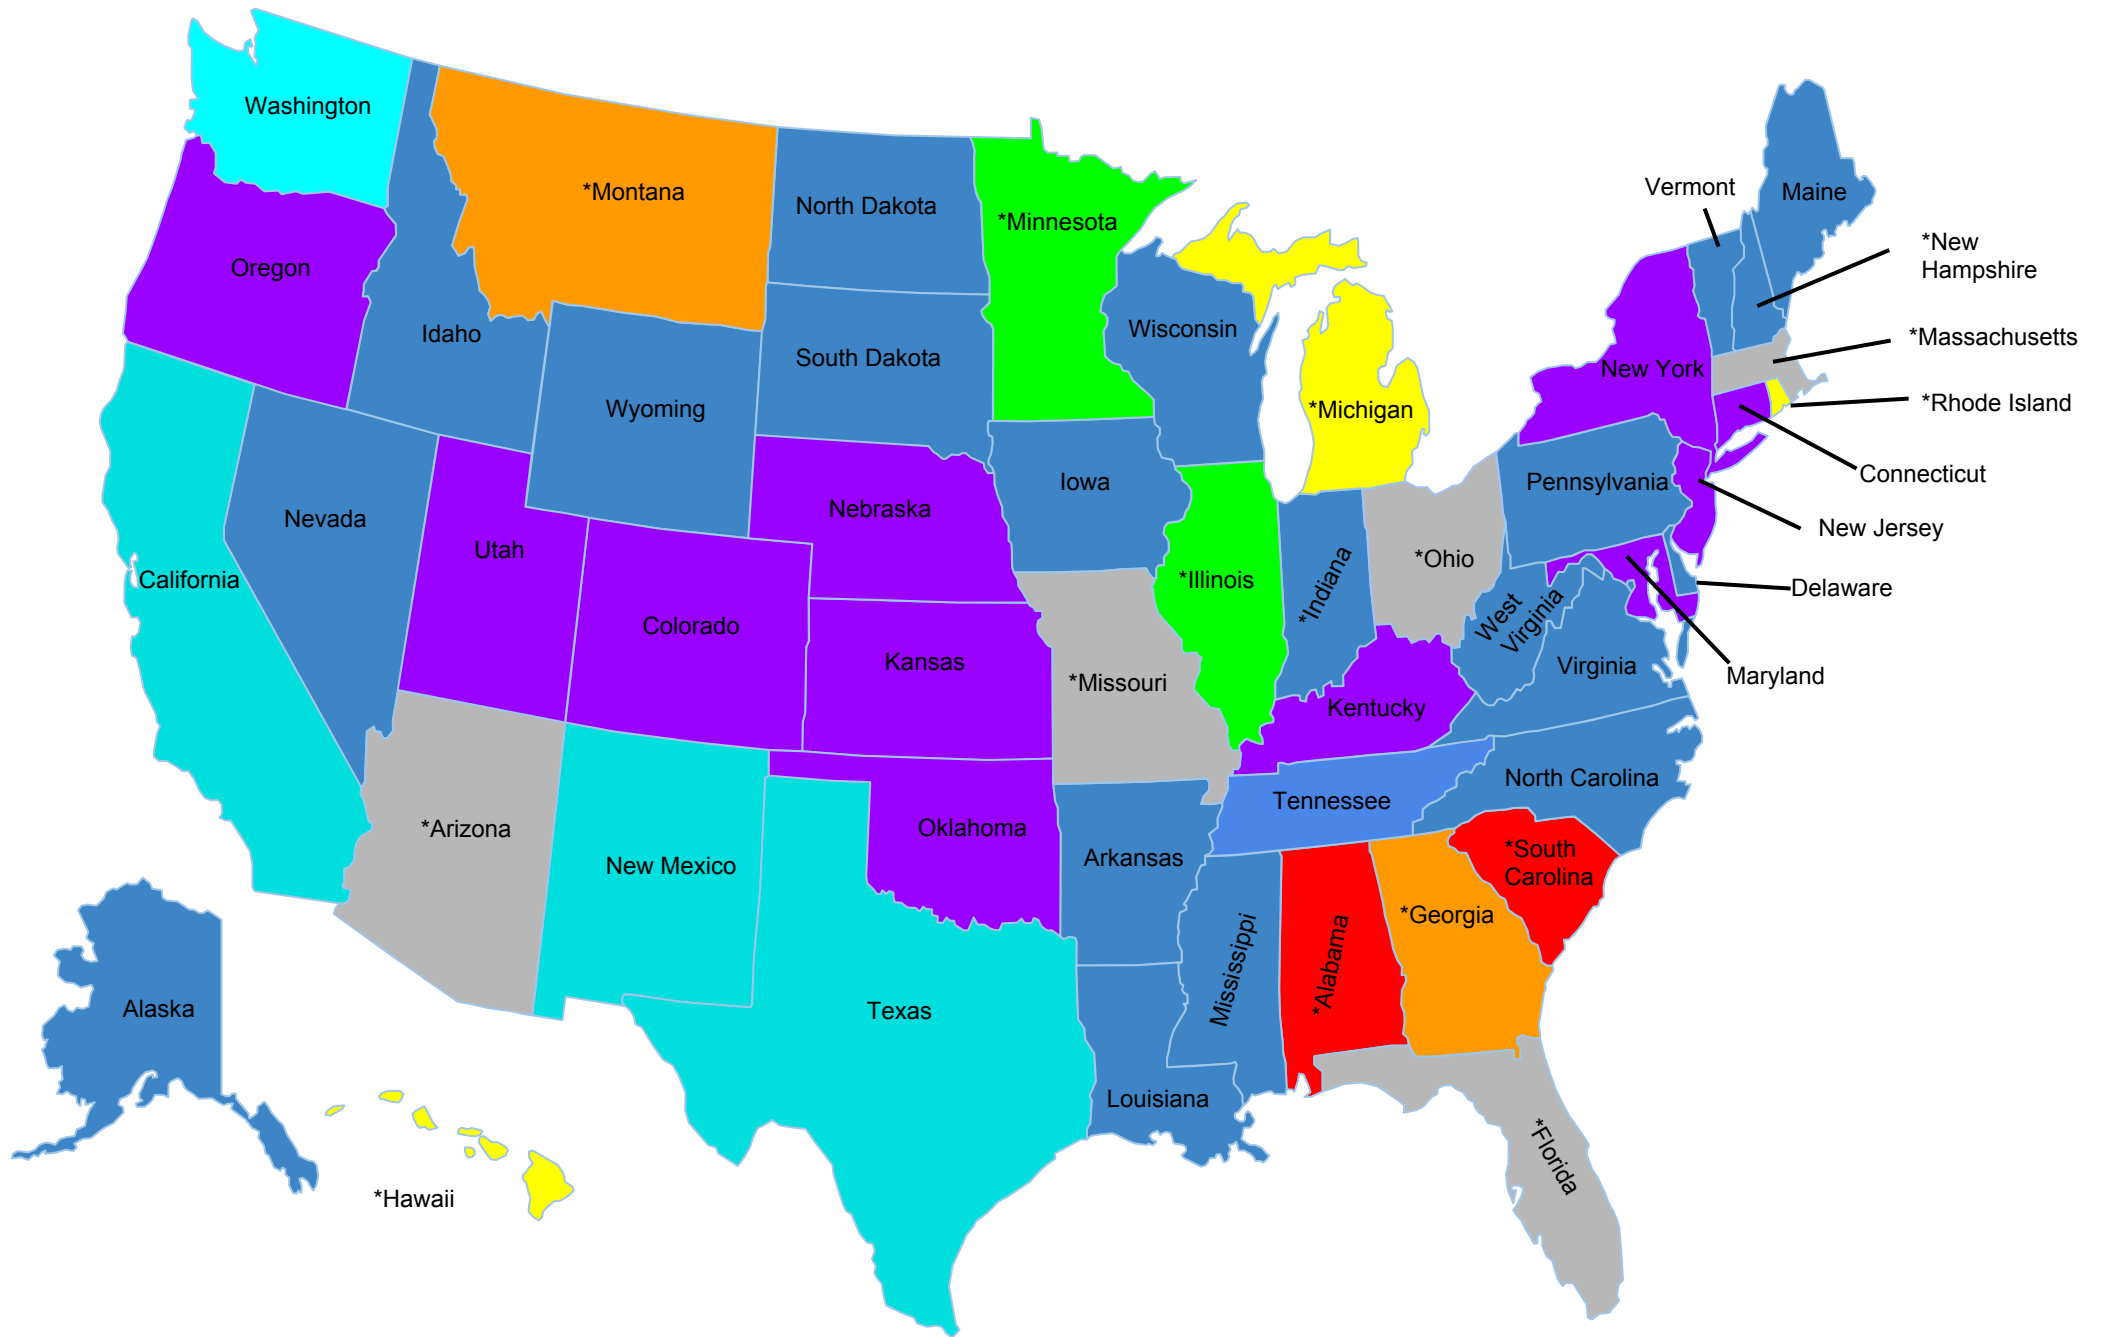 Washington
*Montana
North Dakota
*Minnesota
Vermont
Maine
*New
Hampshire
Oregon
Idaho
Wisconsin
*Massachusetts
South Dakota
New York
Wyoming
*Michigan
*Rhode Island
Connecticut
Iowa
Pennsylvania
Nebraska
Nevada
New Jersey
Utah
*Ohio
California
*Illinois
*Indiana
Delaware
West
Virginia
Colorado
Kansas
Virginia
Maryland
*Missouri
Kentucky
North Carolina
Tennessee
*Arizona
Oklahoma
*South
Carolina
New Mexico
Arkansas
*Georgia
Mississippi
*Alabama
Alaska
Texas
Louisiana
*Florida
*Hawaii